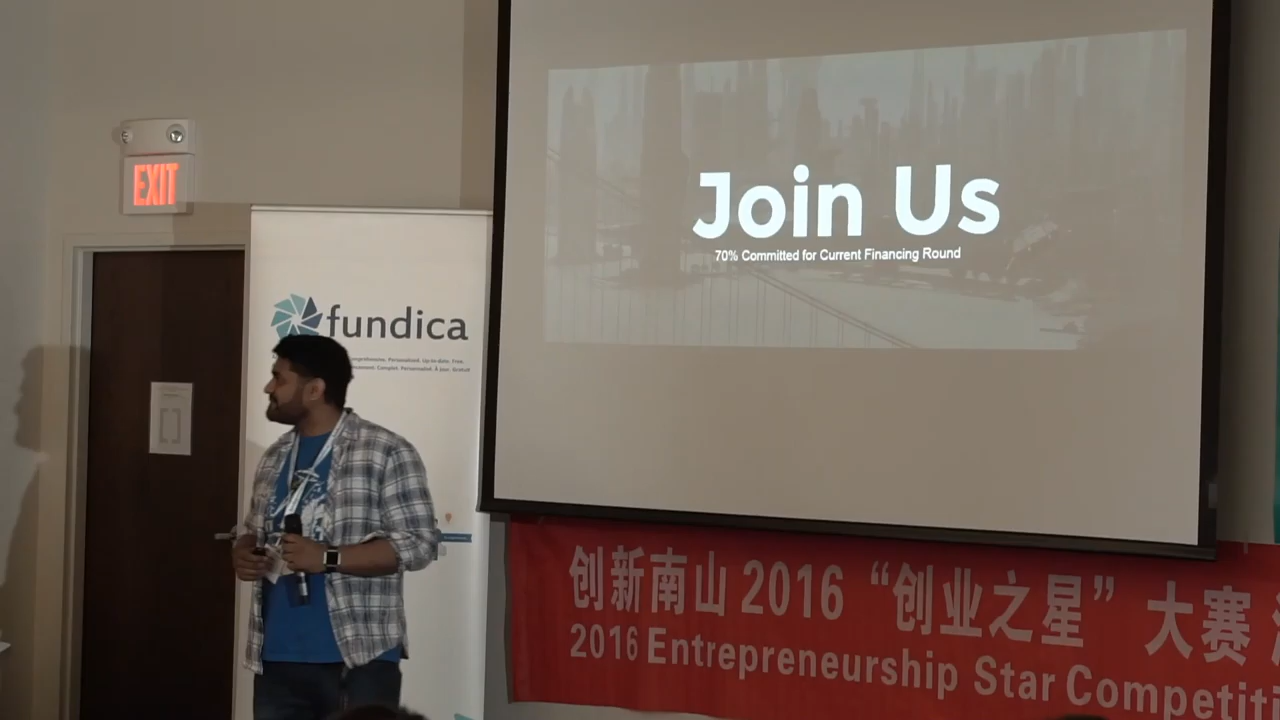 EXIT
fundica
Join Us
70% Committed for Current Financing Round
创新南山 2016 “创业之星” 大赛
2016 Entrepreneurship Star Competiti